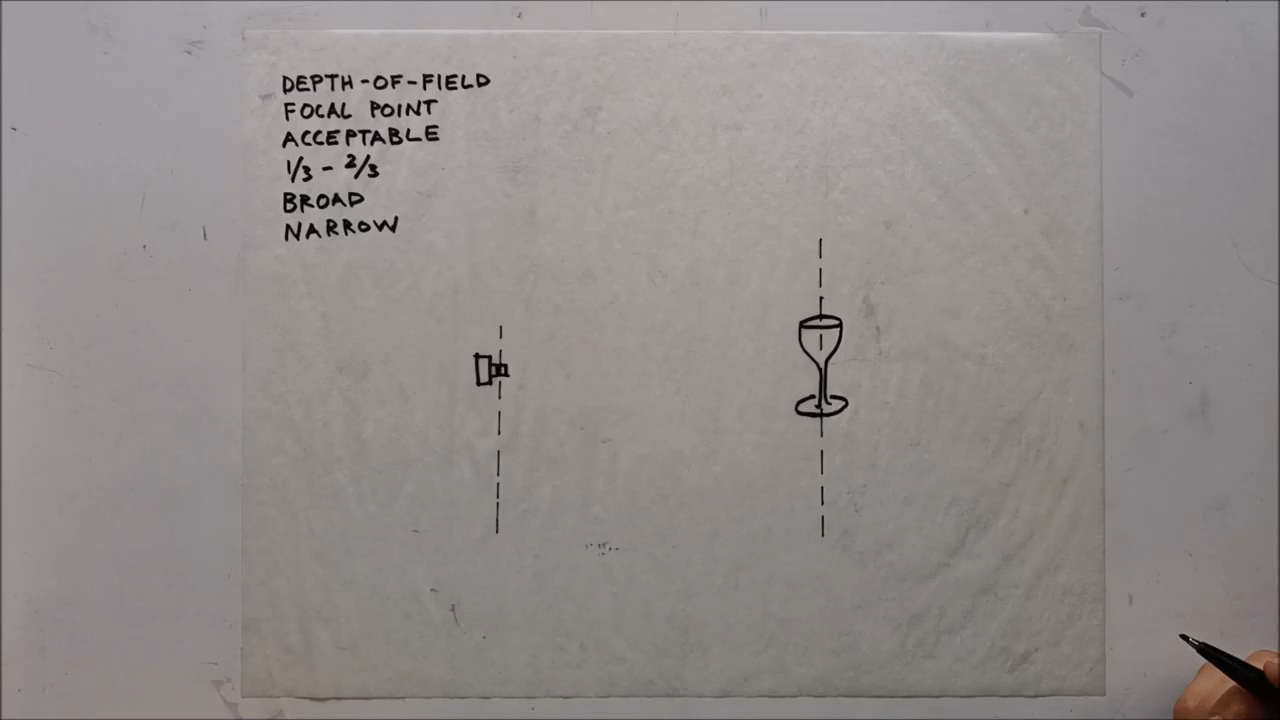 DEPTH-OF-FIELD
FOCAL POINT
ACCEPTABLE
1/3 - 2/3
BROAD
NARROW